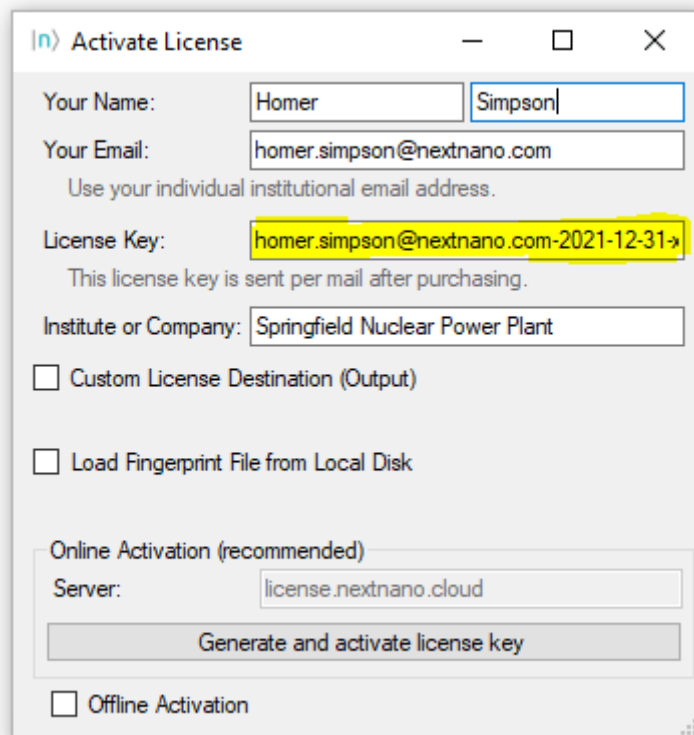 |n⟩ Activate License
Your Name: Homer Simpson
Your Email: homer.simpson@nextnano.com
Use your individual institutional email address.
License Key: homer.simpson@nextnano.com-2021-12-31-x
This license key is sent per mail after purchasing.
Institute or Company: Springfield Nuclear Power Plant
Custom License Destination (Output)
Load Fingerprint File from Local Disk
Online Activation (recommended)
Server: license.nextnano.cloud
Generate and activate license key
Offline Activation